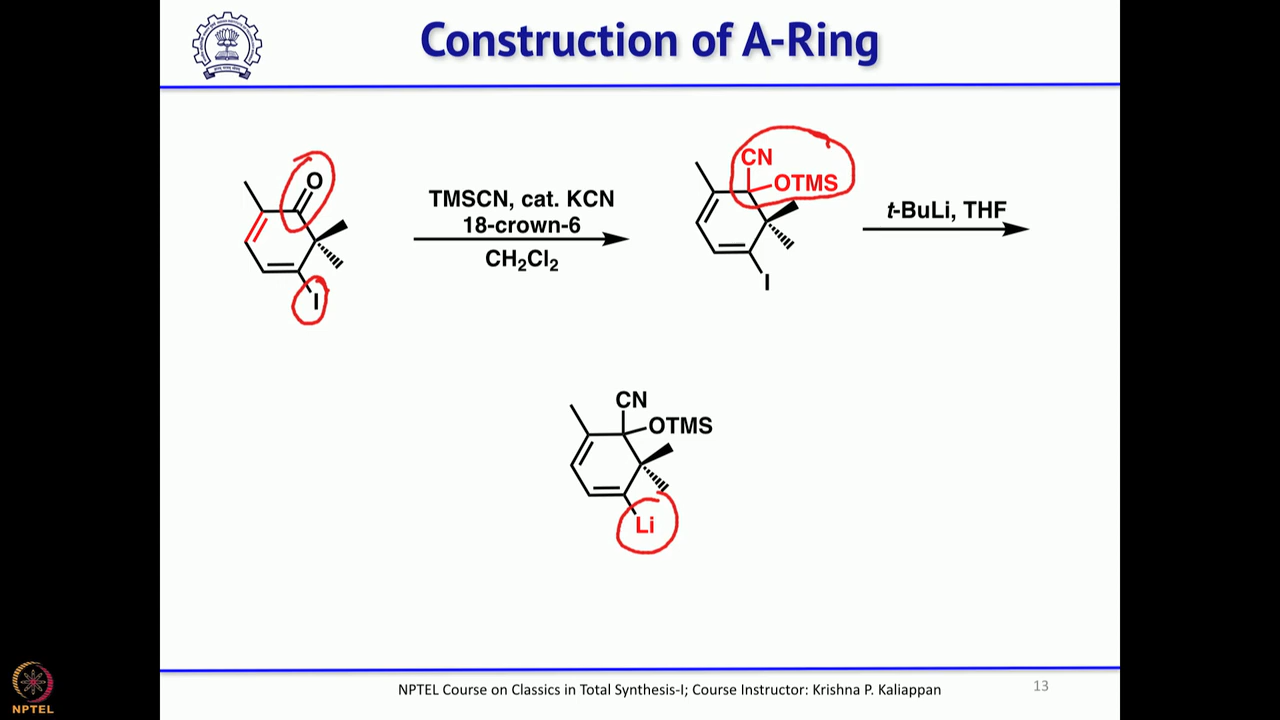 Construction of A-Ring
O
I
TMSCN, cat. KCN
18-crown-6
CH₂Cl₂
CN
OTMS
I
t-BuLi, THF
CN
OTMS
Li
NPTEL Course on Classics in Total Synthesis-I; Course Instructor: Krishna P. Kaliappan
13
NPTEL